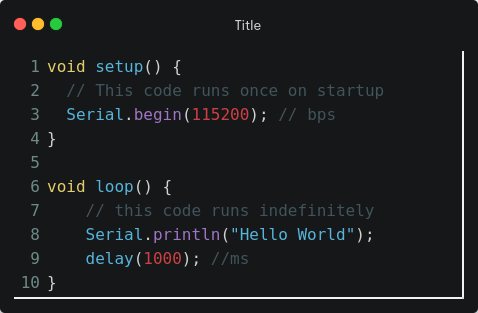 Title
1 void setup() {
2   // This code runs once on startup
3   Serial.begin(115200); // bps
4 }
5
6 void loop() {
7     // this code runs indefinitely
8     Serial.println("Hello World");
9     delay(1000); //ms
10 }